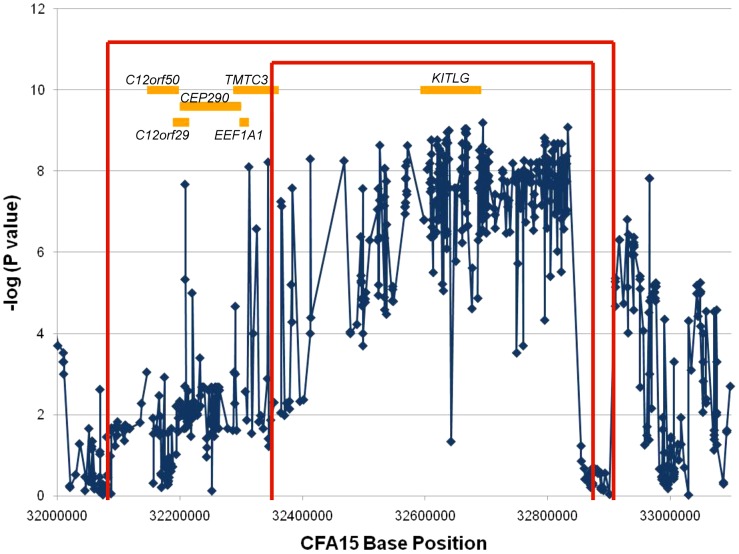 12
10
8
6
4
2
0
-log (P value)
C12orf50
TMTC3
KITLG
CEP290
C12orf29
EEF1A1
32000000
32200000
32400000
32600000
32800000
33000000
CFA15 Base Position